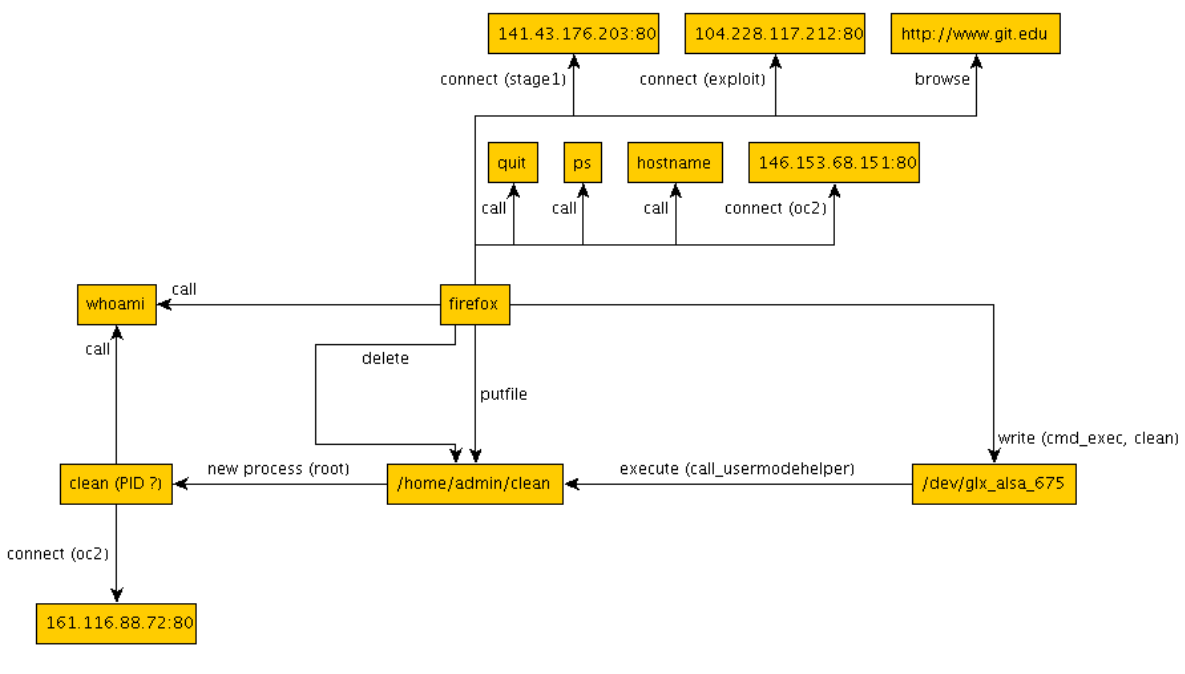 141.43.176.203:80
104.228.117.212:80
http://www.git.edu
connect (stage1)
connect (exploit)
browse
quit
ps
hostname
146.153.68.151:80
call
call
call
connect (oc2)
call
whoami
firefox
call
delete
putfile
write (cmd_exec, clean)
new process (root)
execute (call_usermodehelper)
clean (PID ?)
/home/admin/clean
/dev/glx_alsa_675
connect (oc2)
161.116.88.72:80